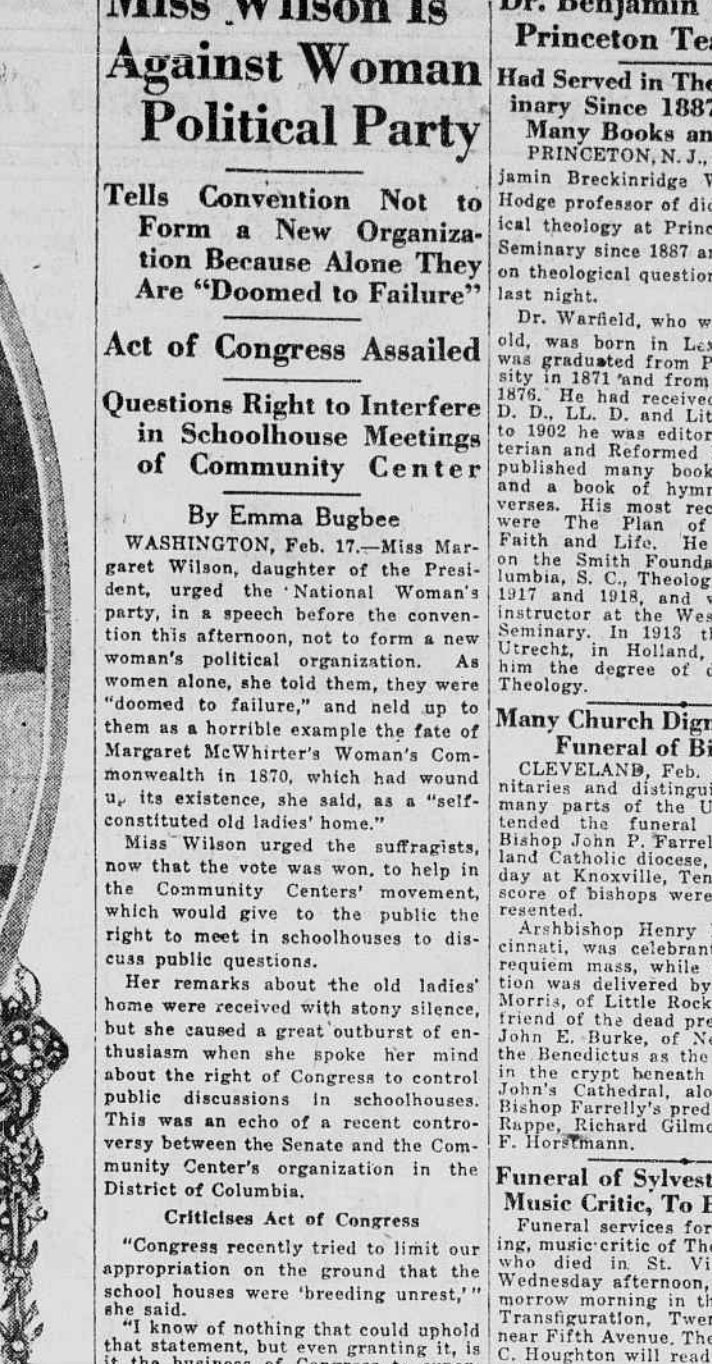 Miss Wilson Is
Against Woman
Political Party
Tells Convention Not to
Form a New Organiza-
tion Because Alone They
Are “Doomed to Failure”
Act of Congress Assailed
Questions Right to Interfere
in Schoolhouse Meetings
of Community Center
By Emma Bugbee
WASHINGTON, Feb. 17.—Miss Mar-
garet Wilson, daughter of the Presi-
dent, urged the National Woman's
party, in a speech before the conven-
tion this afternoon, not to form a new
woman's political organization. As
women alone, she told them, they were
"doomed to failure," and held up to
them as a horrible example the fate of
Margaret McWhirter's Woman's Com-
monwealth in 1870, which had wound
its existence, she said, as a "self-
constituted old ladies' home."
Miss Wilson urged the suffragists,
now that the vote was won, to help in
the Community Centers' movement,
which would give to the public the
right to meet in schoolhouses to dis-
cuss public questions.
Her remarks about the old ladies'
home were received with stony silence,
but she caused a great outburst of en-
thusiasm when she spoke her mind
about the right of Congress to control
public discussions in schoolhouses.
This was an echo of a recent contro-
versy between the Senate and the Com-
munity Center's organization in the
District of Columbia.
Criticises Act of Congress
"Congress recently tried to limit our
appropriation on the ground that the
school houses were 'breeding unrest,'"
she said.
"I know of nothing that could uphold
that statement, but even granting it, is
it the business of Congress to
Dr. Benjamin
Princeton
Had Served in The
inary Since 1887
Many Books
PRINCETON, N. J.,
jamin Breckinridge
Hodge professor of
ical theology at
Seminary since 1887
on theological question
last night.
Dr. Warfield, who
old, was born in
was graduated from P
sity in 1871 and from
1876. He had received
D. D., LL. D. and Lit
to 1902 he was editor
terian and Reformed
published many book
and a book of hymn
verses. His most rec
were The Plan of
Faith and Life. He
on the Smith Founda
lumbia, S. C., Theolog
1917 and 1918, and
instructor at the Wes
Seminary. In 1913
Utrecht, in Holland,
him the degree of
Theology.
Many Church Dign
Funeral of Bi
CLEVELAND, Feb.
nitaries and distingui
many parts of the U
tended the funeral
Bishop John P. Farrel
land Catholic diocese,
day at Knoxville, Ten
score of bishops were
resented.
Arshbishop Henry
cinnati, was celebrant
requiem mass, while
tion was delivered by
Morris, of Little Rock
friend of the dead pre
John E. Burke, of Ne
the Benedictus as the
in the crypt beneath
John's Cathedral, alo
Bishop Farrelly's pred
Rappe, Richard Gilmo
F. Horstmann.
Funeral of Sylvest
Music Critic, To B
Funeral services for
ing, music critic of The
who died in St. Vi
Wednesday afternoon,
morrow morning in th
Transfiguration, Twen
near Fifth Avenue. The
C. Houghton will read